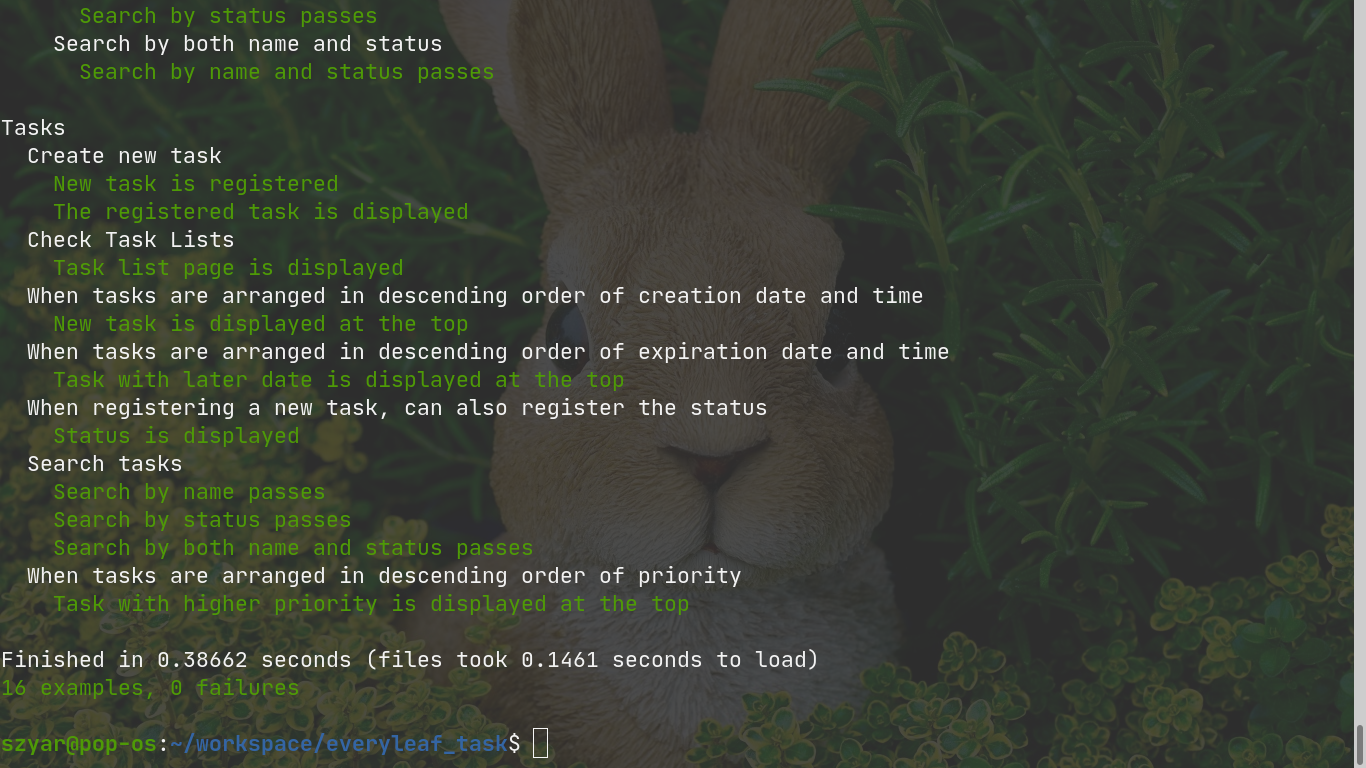 Search by status passes
Search by both name and status
Search by name and status passes
Tasks
Create new task
New task is registered
The registered task is displayed
Check Task Lists
Task list page is displayed
When tasks are arranged in descending order of creation date and time
New task is displayed at the top
When tasks are arranged in descending order of expiration date and time
Task with later date is displayed at the top
When registering a new task, can also register the status
Status is displayed
Search tasks
Search by name passes
Search by status passes
Search by both name and status passes
When tasks are arranged in descending order of priority
Task with higher priority is displayed at the top
Finished in 0.38662 seconds (files took 0.1461 seconds to load)
16 examples, 0 failures
szyar@pop-os:~/workspace/everyleaf_task$